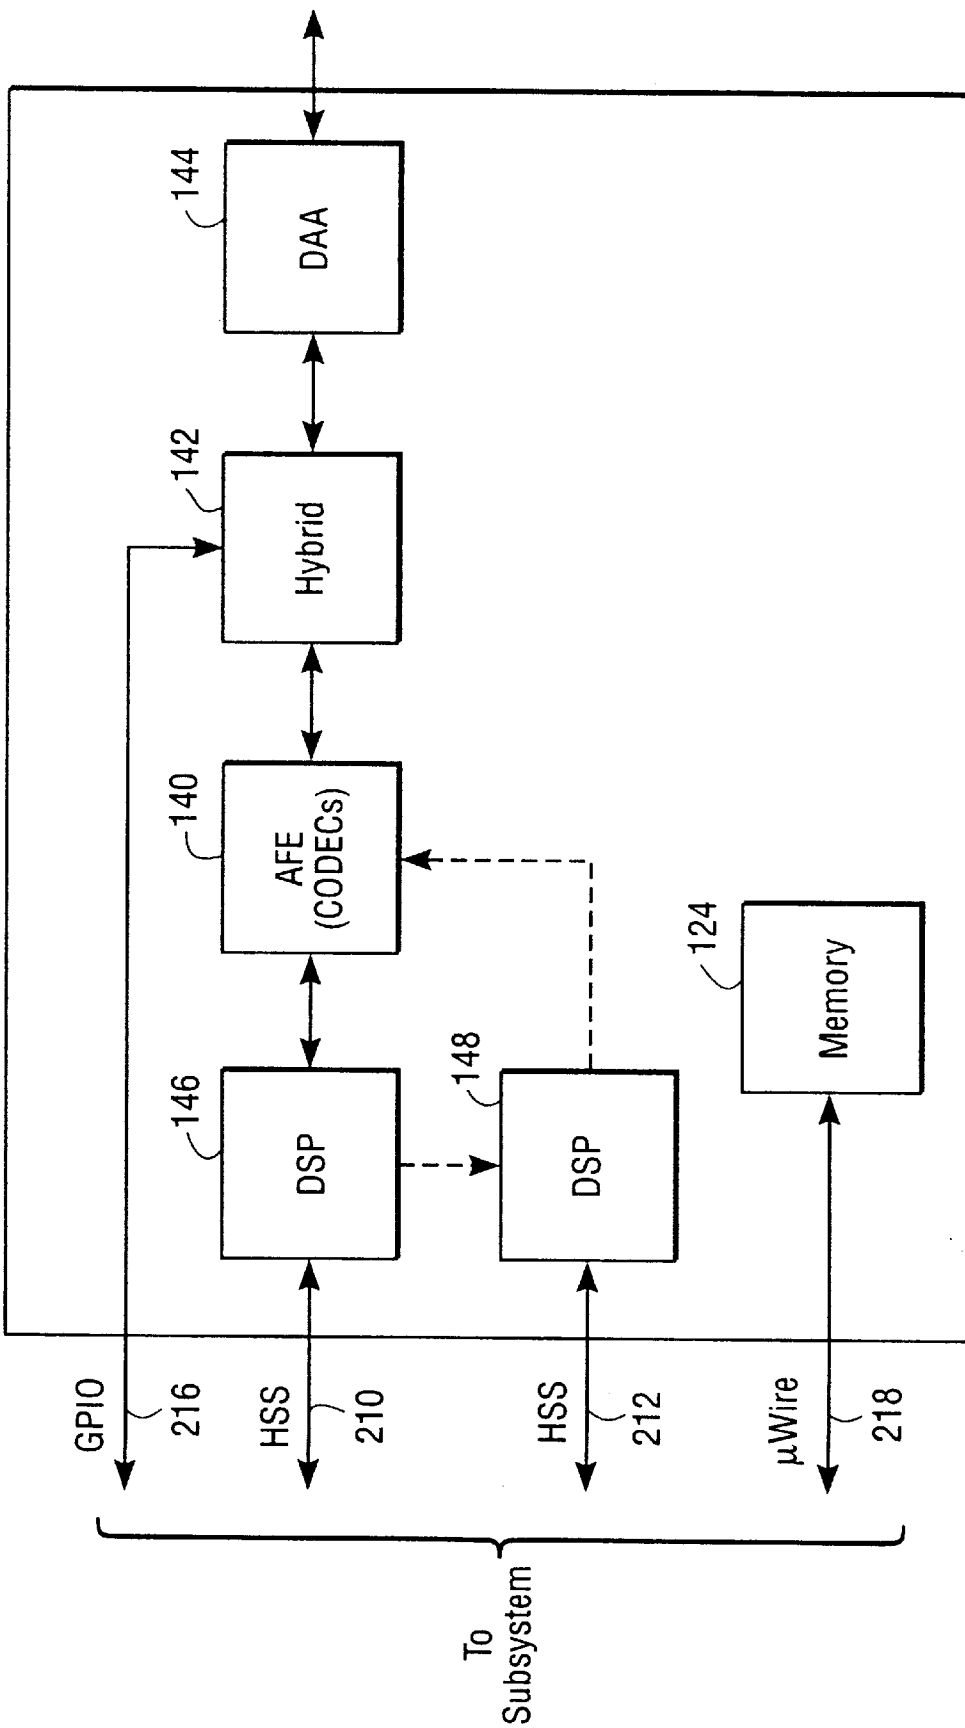 GPIO
216
HSS
210
HSS
212
µWire
218
To
Subsystem
146
DSP
148
DSP
140
AFE
(CODECs)
142
Hybrid
144
DAA
124
Memory